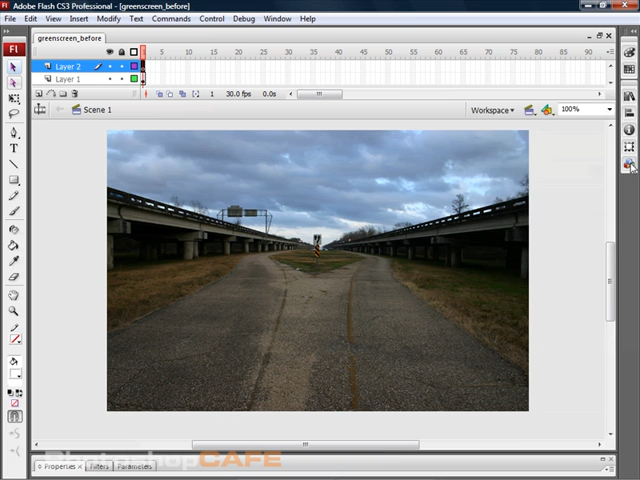 Adobe Flash CS3 Professional - [greenscreen_before]
File Edit View Insert Modify Text Commands Control Debug Window Help
greenscreen_before
5 10 15 20 25 30 35 40 45 50 55 60 65 70 75 80 85 90
Layer 2
Layer 1
1 30.0 fps 0.0s
Scene 1 Workspace 100%
PhotoshopCAFE
Properties x Filters Parameters